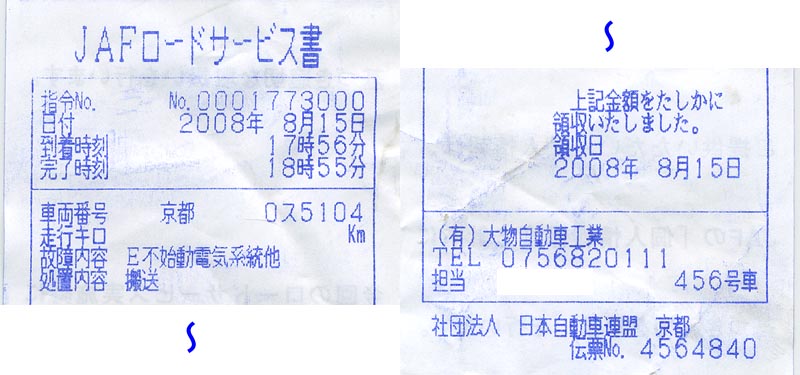 JAFロードサービス書
指令No. No.0001773000
日付 2008年 8月15日
到着時刻 17時56分
完了時刻 18時55分
車両番号 京都 0ス5104
走行キロ Km
故障内容 E不始動電気系統他
処置内容 搬送
上記金額をたしかに
領収いたしました。
領収日
2008年 8月15日
(有)大物自動車工業
TEL 0756820111
担当 456号車
社団法人 日本自動車連盟 京都
伝票No. 4564840